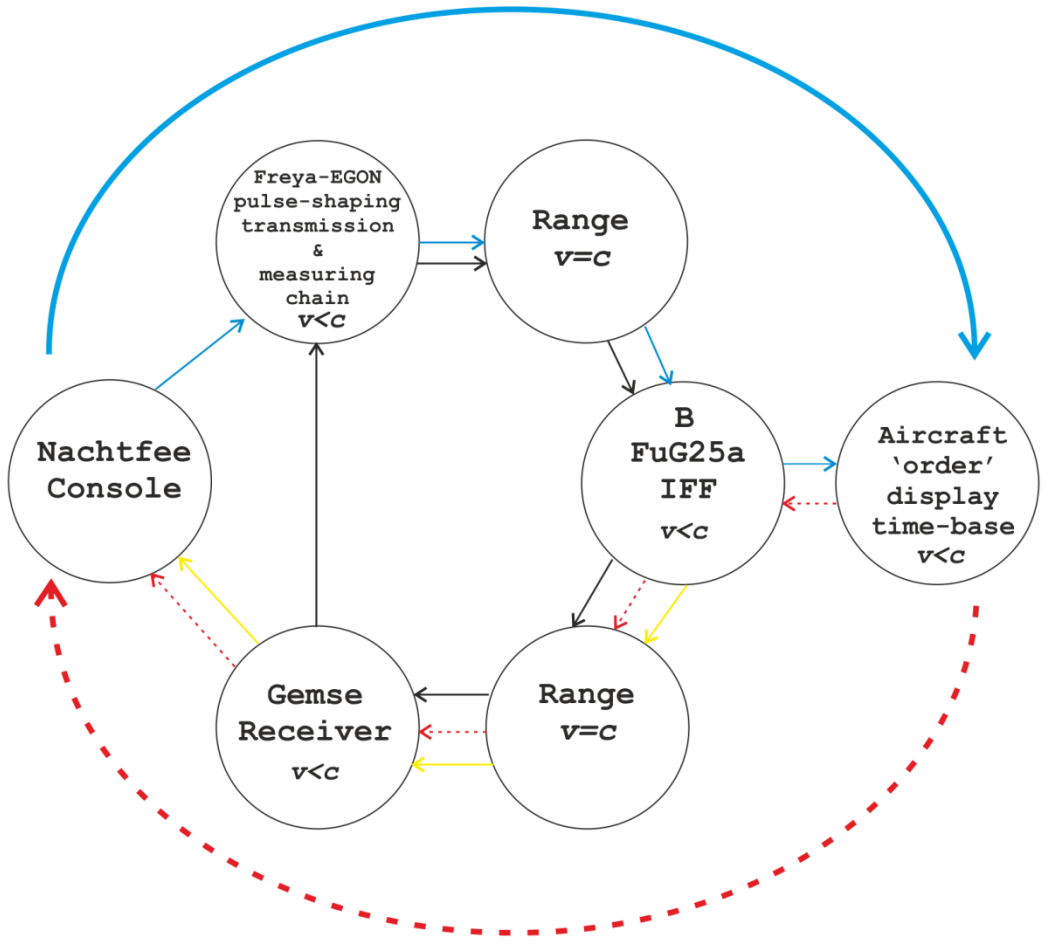 Freya-EGON
pulse-shaping
transmission
&
measuring
chain
v<c
Range
v=c
Nachtfee
Console
B
FuG25a
IFF
v<c
Aircraft
‘order’
display
time-base
v<c
Gemse
Receiver
v<c
Range
v=c